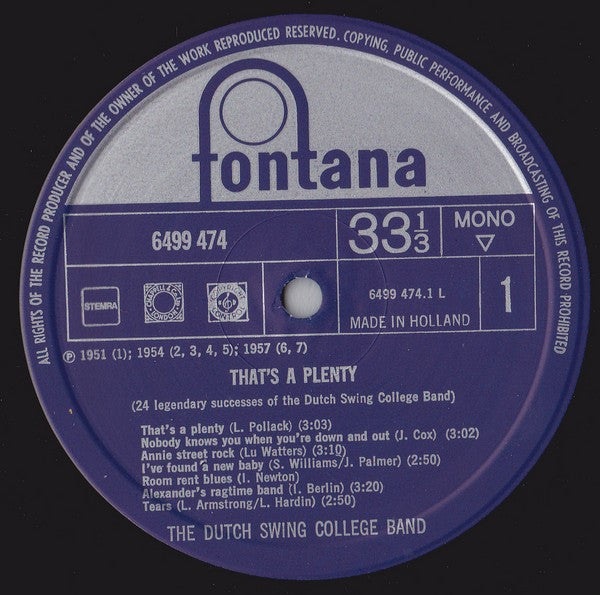 ALL RIGHTS OF THE RECORD PRODUCER AND OF THE OWNER OF THE WORK REPRODUCED RESERVED. COPYING, PUBLIC PERFORMANCE AND BROADCASTING OF THIS RECORD PROHIBITED
fontana
6499 474
33 1/3
MONO
▽
STEMRA
6499 474.1 L
1
MADE IN HOLLAND
Ⓟ 1951 (1); 1954 (2, 3, 4, 5); 1957 (6, 7)
THAT'S A PLENTY
(24 legendary successes of the Dutch Swing College Band)
That's a plenty (L. Pollack) (3:03)
Nobody knows you when you're down and out (J. Cox) (3:02)
Annie street rock (Lu Watters) (3:10)
I've found a new baby (S. Williams/J. Palmer) (2:50)
Room rent blues (I. Newton)
Alexander's ragtime band (I. Berlin) (3:20)
Tears (L. Armstrong/L. Hardin) (2:50)
THE DUTCH SWING COLLEGE BAND